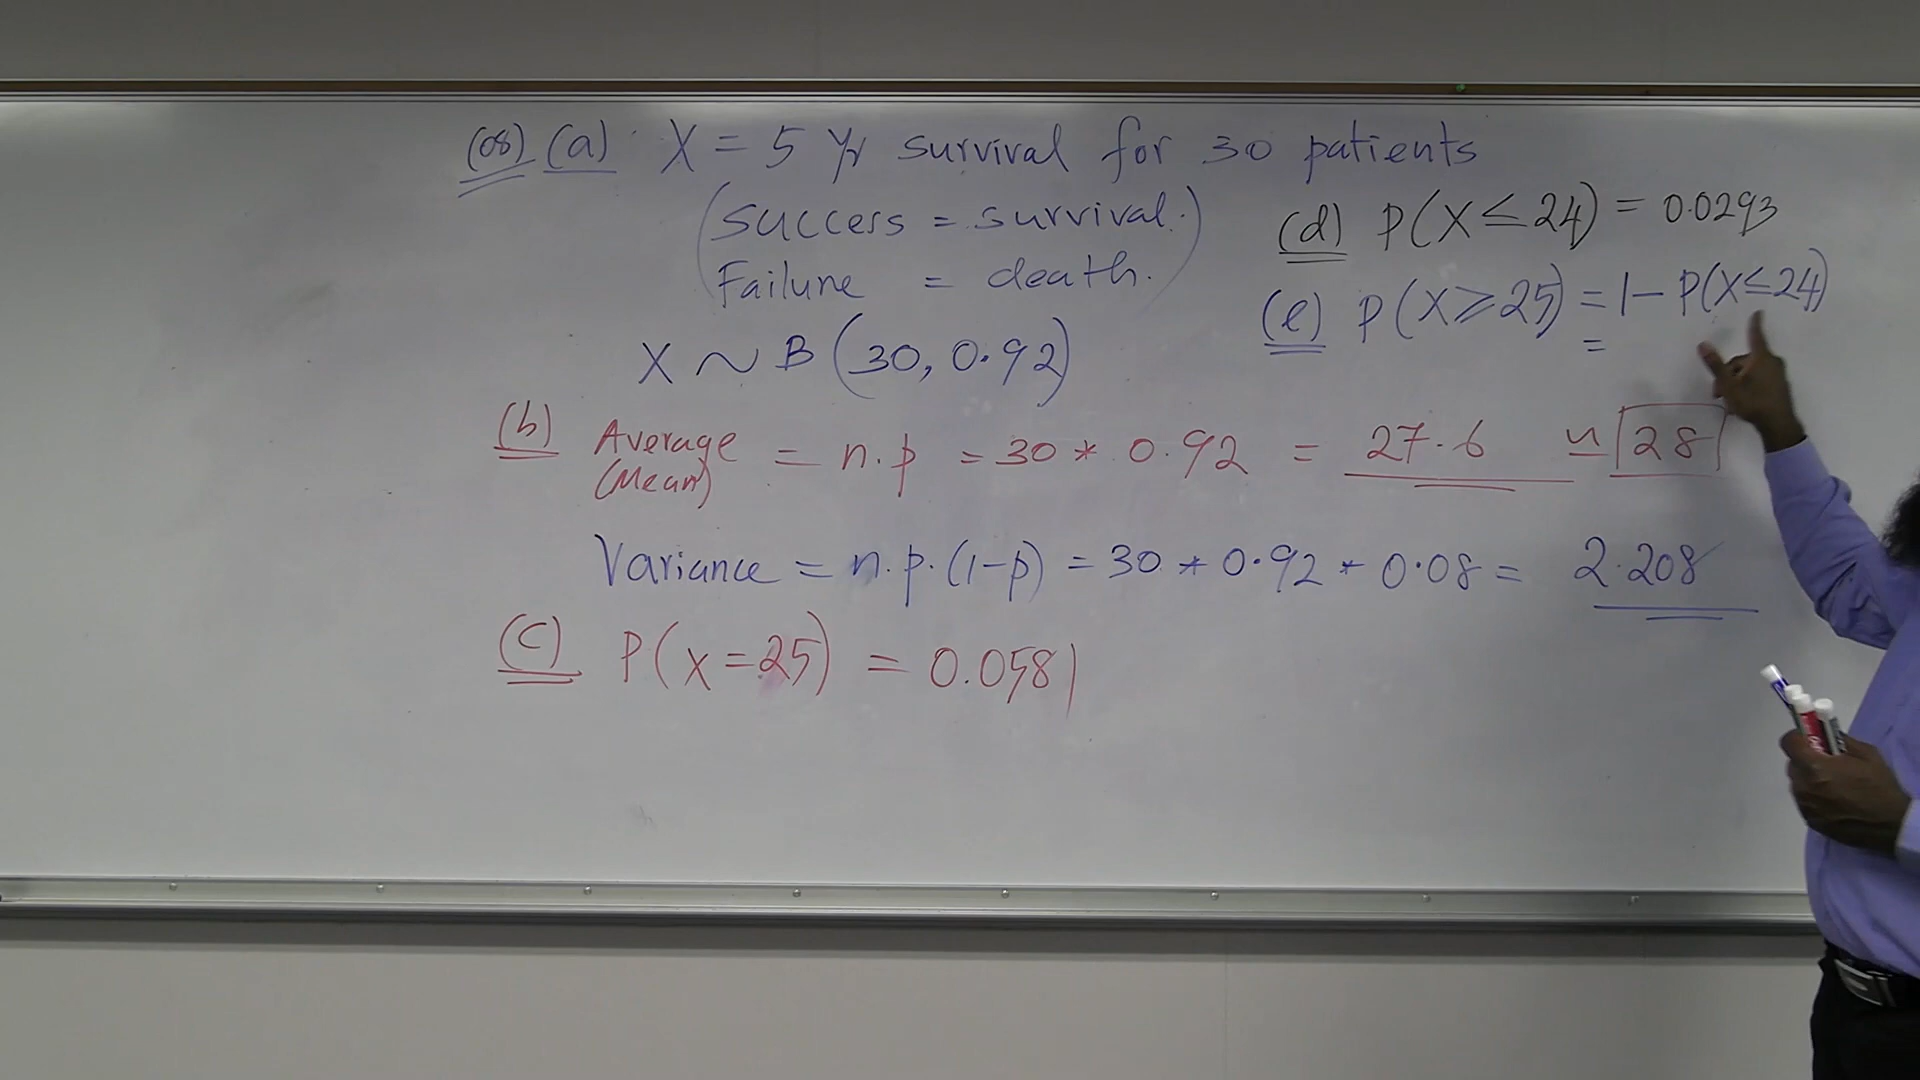 (08) (a) X = 5 yr survival for 30 patients
(Success = survival.
Failure = death.)
X ~ B(30, 0.92)
(b) Average (Mean) = n.p = 30 * 0.92 = 27.6 ≃ 28
Variance = n.p.(1-p) = 30 * 0.92 * 0.08 = 2.208
(c) P(X=25) = 0.0581
(d) P(X≤24) = 0.0293
(e) P(X≥25) = 1 - P(X≤24)
=